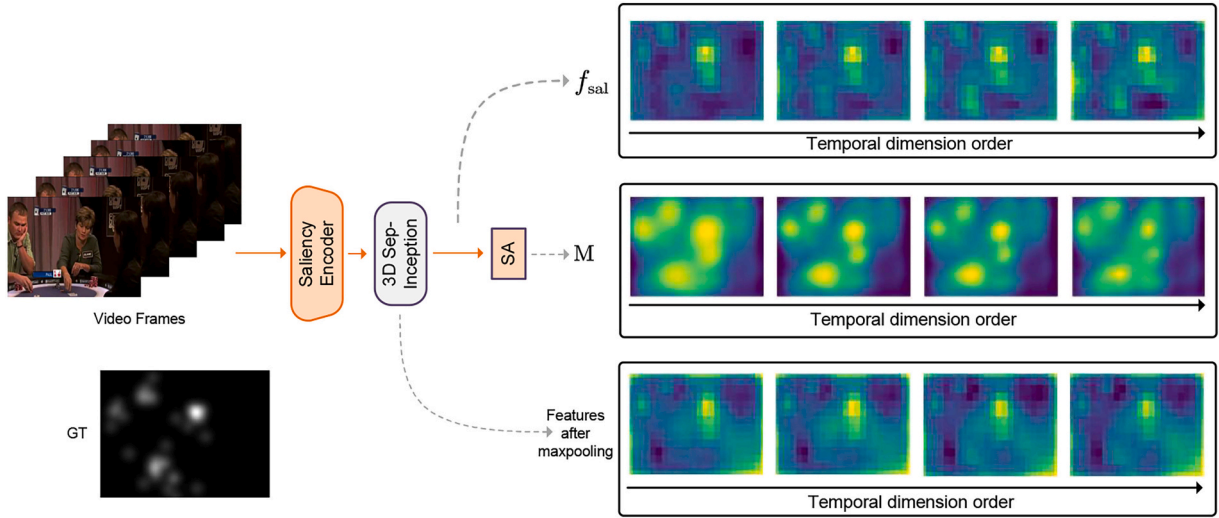 f_sal
Temporal dimension order
Saliency
Encoder
3D Sep-
Inception
SA
M
Temporal dimension order
Video Frames
GT
Features
after
maxpooling
Temporal dimension order